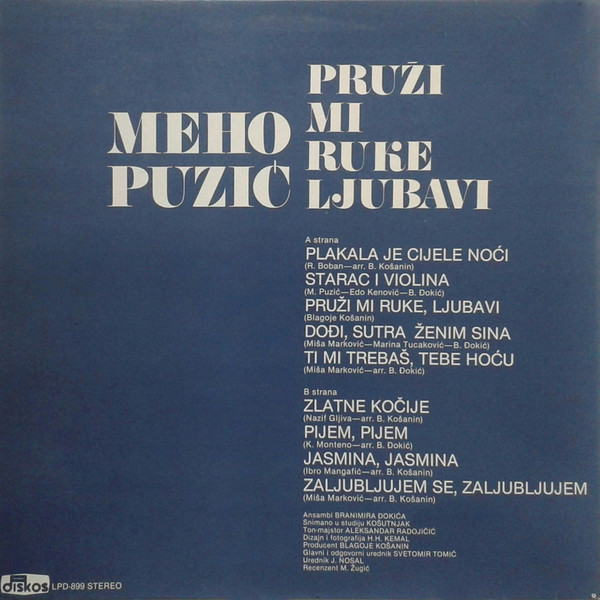 MEHO
PUZIĆ
PRUŽI
MI
RUKE
LJUBAVI
A strana
PLAKALA JE CIJELE NOĆI
(R. Boban—arr. B. Košanin)
STARAC I VIOLINA
(M. Puzić—Edo Kenović—B. Đokić)
PRUŽI MI RUKE, LJUBAVI
(Blagoje Košanin)
DOĐI, SUTRA ŽENIM SINA
(Miša Marković—Marina Tucaković—B. Đokić)
TI MI TREBAŠ, TEBE HOĆU
(Miša Marković—arr. B. Đokić)
B strana
ZLATNE KOČIJE
(Nazif Gljiva—arr. B. Košanin)
PIJEM, PIJEM
(K. Monteno—arr. B. Đokić)
JASMINA, JASMINA
(Ibro Mangafić—arr. B. Košanin)
ZALJUBLJUJEM SE, ZALJUBLJUJEM
(Miša Marković—arr. B. Košanin)
Ansambl BRANIMIRA ĐOKIĆA
Snimano u studiju KOŠUTNJAK
Ton-majstor ALEKSANDAR RADOJIČIĆ
Dizajn i fotografija H.H. KEMAL
Producent BLAGOJE KOŠANIN
Glavni i odgovorni urednik SVETOMIR TOMIĆ
Urednik J. NOSAL
Recenzent M. Žugić
diskos LPD-899 STEREO